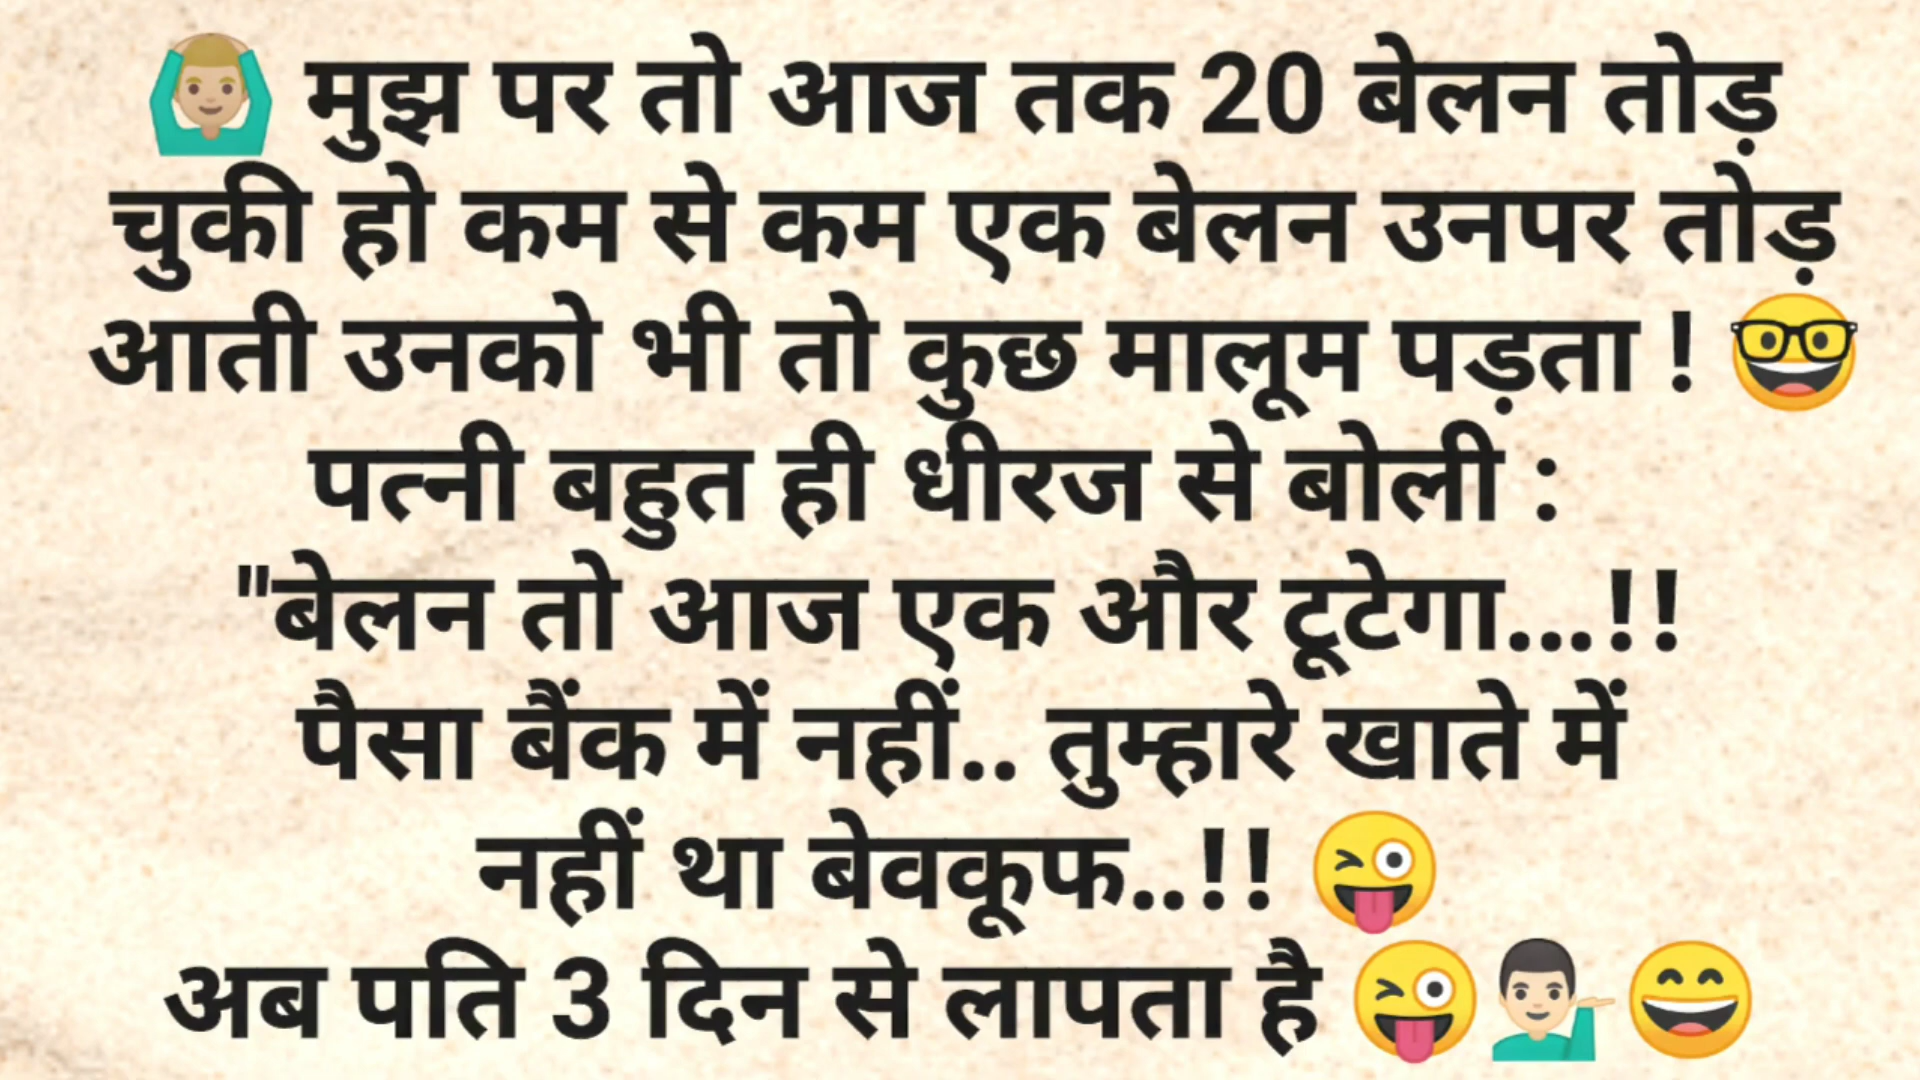 🙆🏼‍♂️ मुझ पर तो आज तक 20 बेलन तोड़
चुकी हो कम से कम एक बेलन उनपर तोड़
आती उनको भी तो कुछ मालूम पड़ता ! 🤓
पत्नी बहुत ही धीरज से बोली :
"बेलन तो आज एक और टूटेगा...!!
पैसा बैंक में नहीं.. तुम्हारे खाते में
नहीं था बेवकूफ..!! 😜
अब पति 3 दिन से लापता है 😜💁🏻‍♂️😄